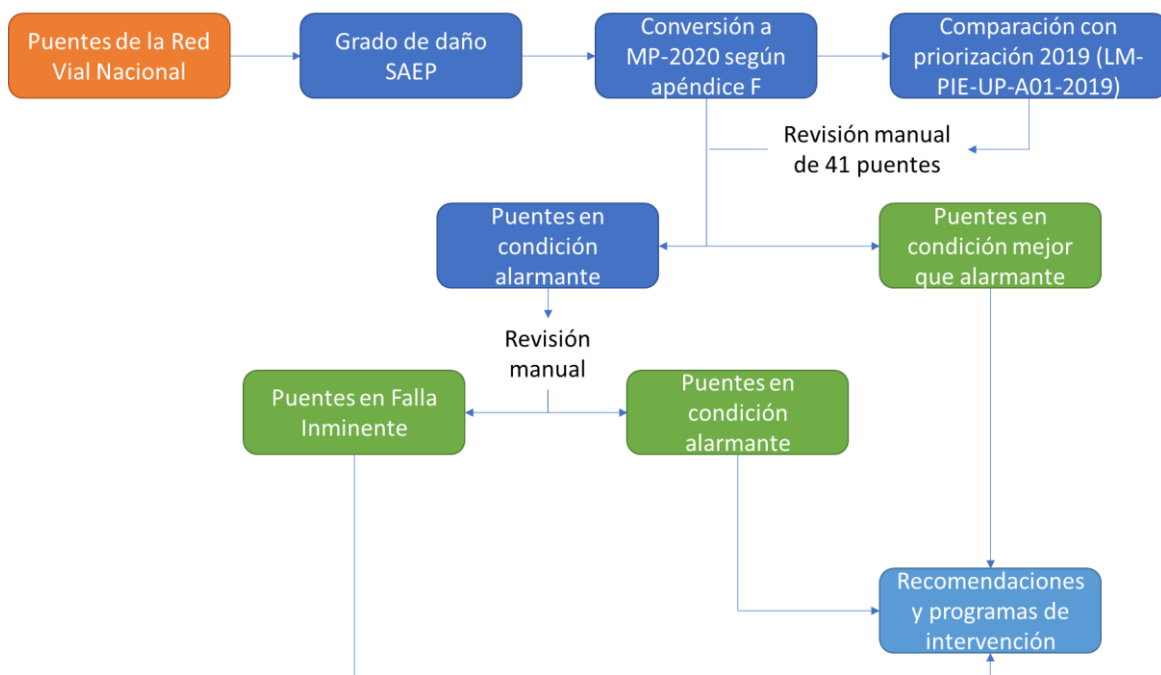 Puentes de la Red
Vial Nacional
Grado de daño
SAEP
Conversión a
MP-2020 según
apéndice F
Comparación con
priorización 2019 (LM-
PIE-UP-A01-2019)
Revisión manual
de 41 puentes
Puentes en
condición
alarmante
Puentes en
condición mejor
que alarmante
Revisión
manual
Puentes en Falla
Inminente
Puentes en
condición
alarmante
Recomendaciones
y programas de
intervención